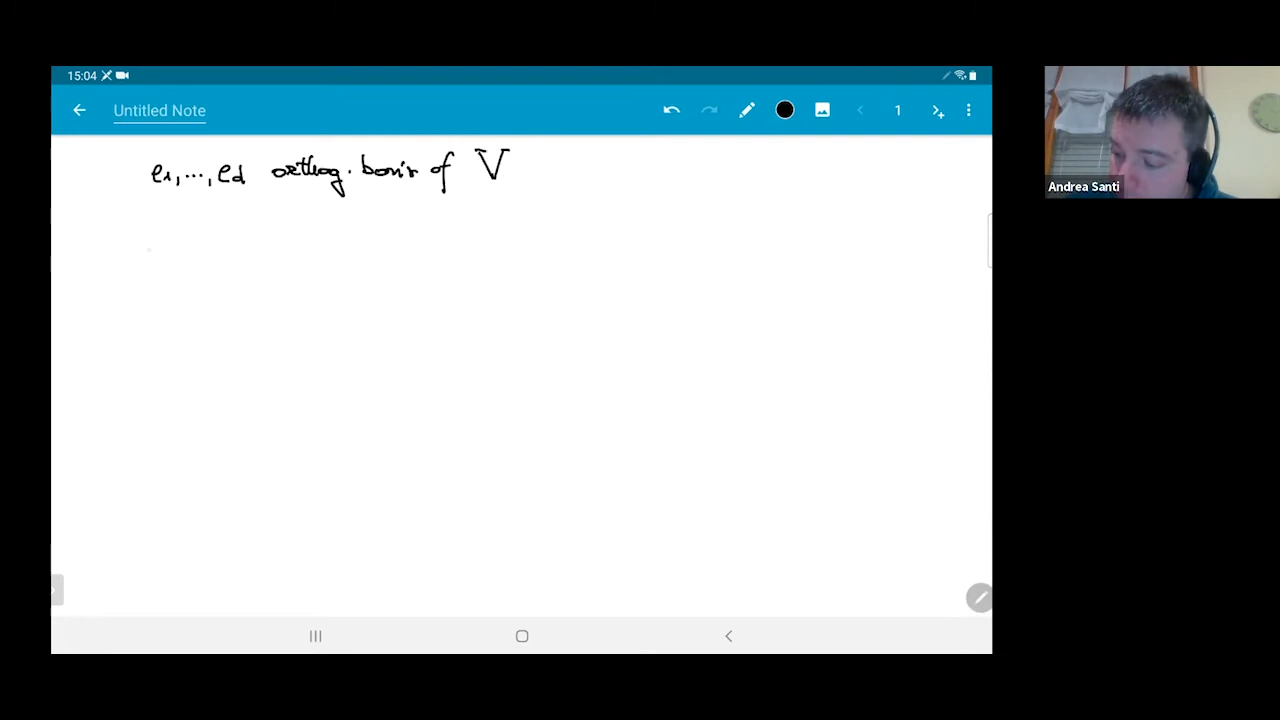 15:04
Untitled Note
1
e1, ..., ed orthog. basis of V
Andrea Santi